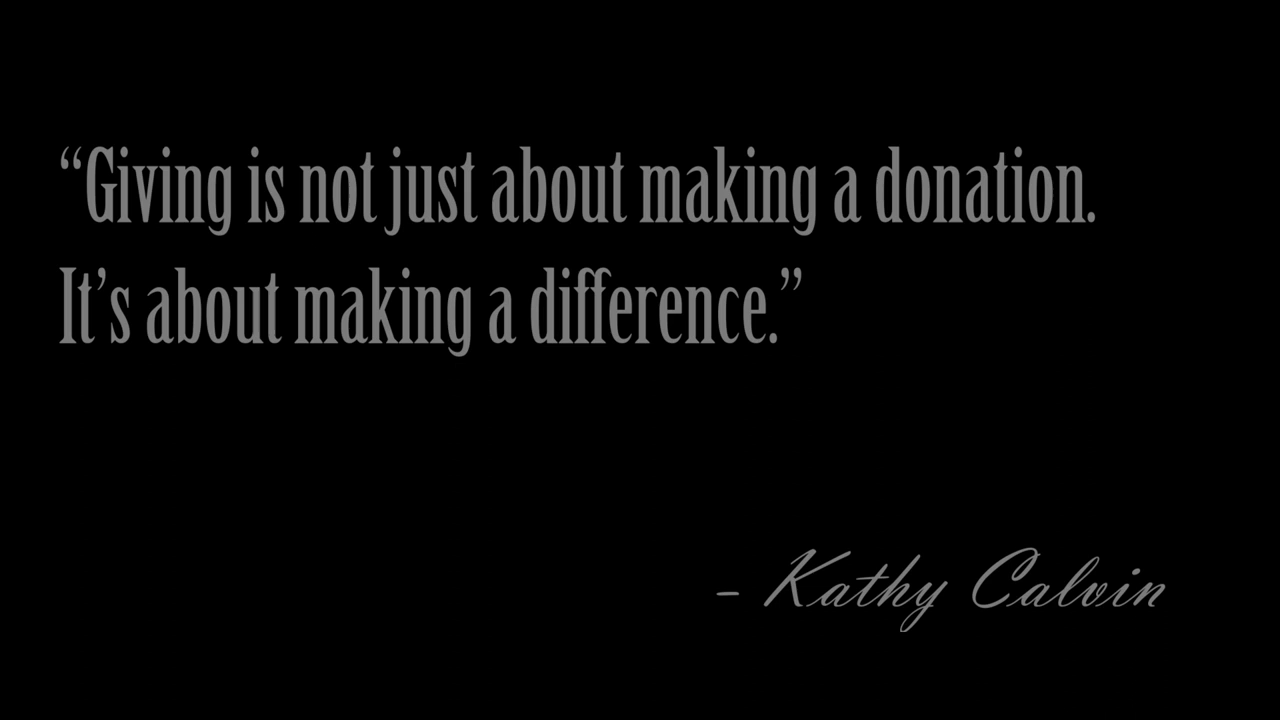 “Giving is not just about making a donation.
It’s about making a difference.”
- Kathy Calvin